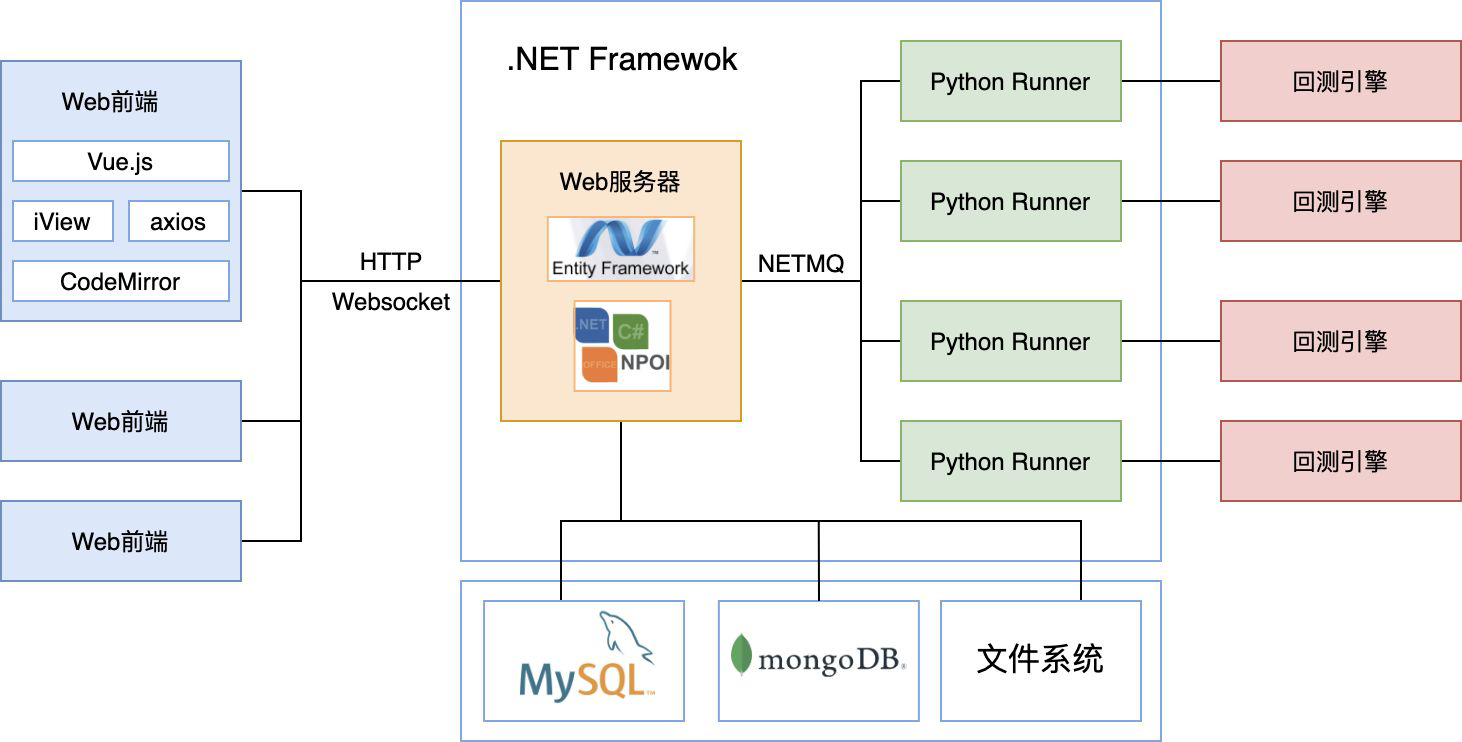 Web前端
Vue.js
iView
axios
CodeMirror
Web前端
Web前端
HTTP
Websocket
.NET Framewok
Web服务器
Entity Framework
™
.NET
C#
OFFICE
NPOI
NETMQ
Python Runner
回测引擎
Python Runner
回测引擎
Python Runner
回测引擎
Python Runner
回测引擎
MySQL™
mongoDB®
文件系统